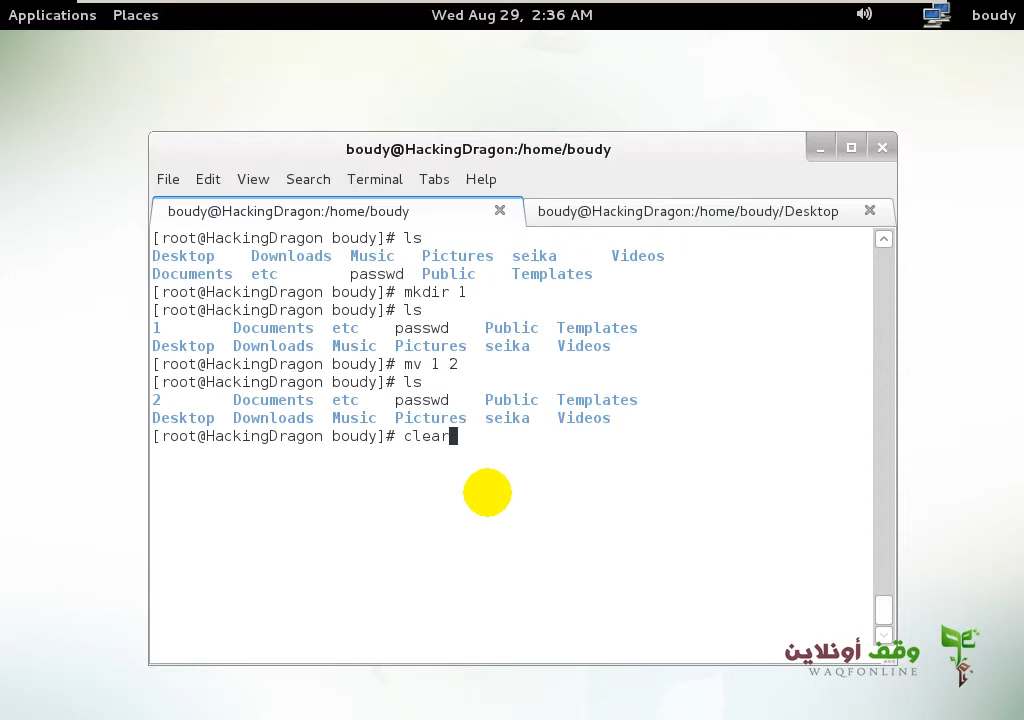 Applications Places Wed Aug 29, 2:36 AM boudy
boudy@HackingDragon:/home/boudy
File Edit View Search Terminal Tabs Help
boudy@HackingDragon:/home/boudy boudy@HackingDragon:/home/boudy/Desktop
[root@HackingDragon boudy]# ls
Desktop Downloads Music Pictures seika Videos
Documents etc passwd Public Templates
[root@HackingDragon boudy]# mkdir 1
[root@HackingDragon boudy]# ls
1 Documents etc passwd Public Templates
Desktop Downloads Music Pictures seika Videos
[root@HackingDragon boudy]# mv 1 2
[root@HackingDragon boudy]# ls
2 Documents etc passwd Public Templates
Desktop Downloads Music Pictures seika Videos
[root@HackingDragon boudy]# clear
وقف أونلاين
WAQFONLINE